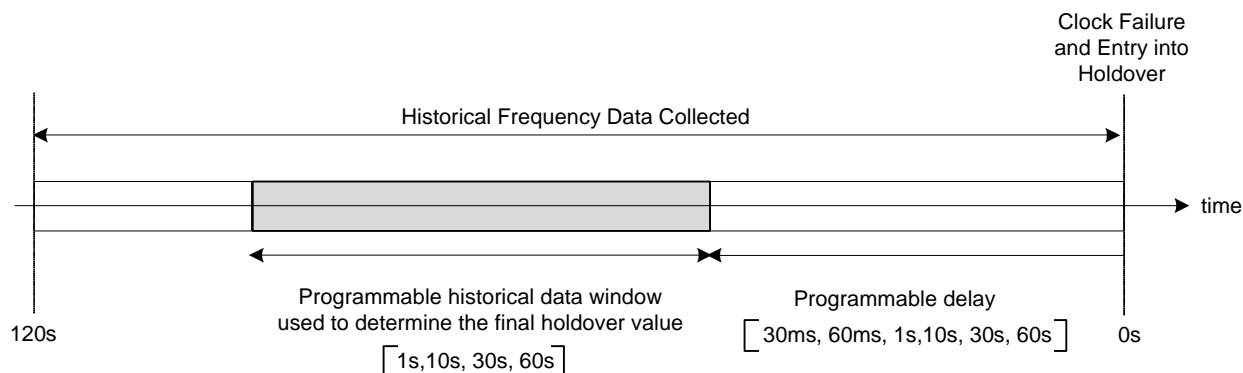 Clock Failure
and Entry into
Holdover
Historical Frequency Data Collected
time
Programmable historical data window
used to determine the final holdover value
[1s,10s, 30s, 60s]
Programmable delay
[30ms, 60ms, 1s,10s, 30s, 60s]
120s
0s